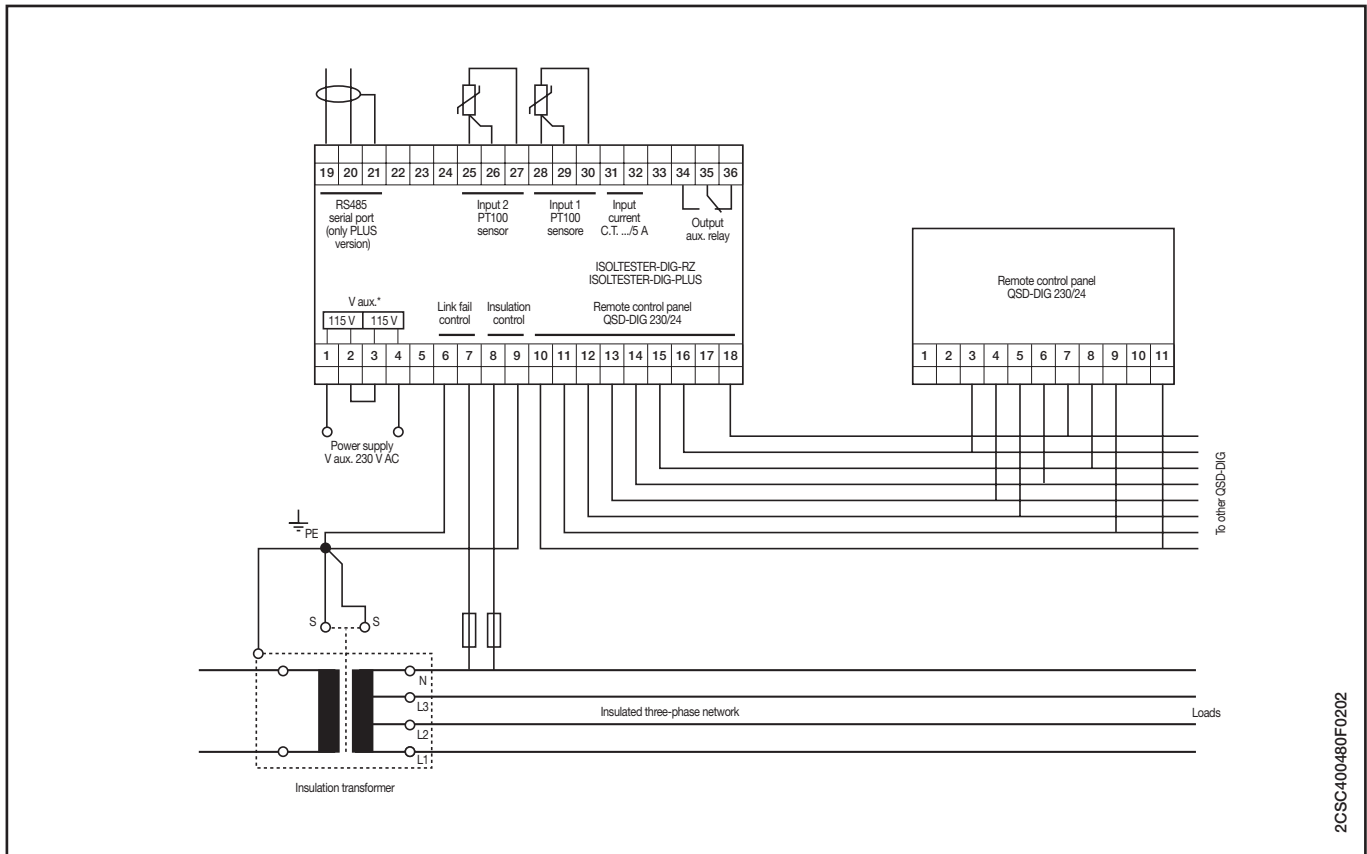 19 20 21 22 23 24 25 26 27 28 29 30 31 32 33 34 35 36
RS485
serial port
(only PLUS
version)
Input 2
PT100
sensor
Input 1
PT100
sensore
Input
current
C.T. .../5 A
Output
aux. relay
ISOLTESTER-DIG-RZ
ISOLTESTER-DIG-PLUS
V aux.*
115 V 115 V
Link fail
control
Insulation
control
Remote control panel
QSD-DIG 230/24
1 2 3 4 5 6 7 8 9 10 11 12 13 14 15 16 17 18
Power supply
V aux. 230 V AC
Remote control panel
QSD-DIG 230/24
1 2 3 4 5 6 7 8 9 10 11
To other QSD-DIG
PE
S S
N
L3
L2
L1
Insulated three-phase network
Loads
Insulation transformer
2CSC400480F0202